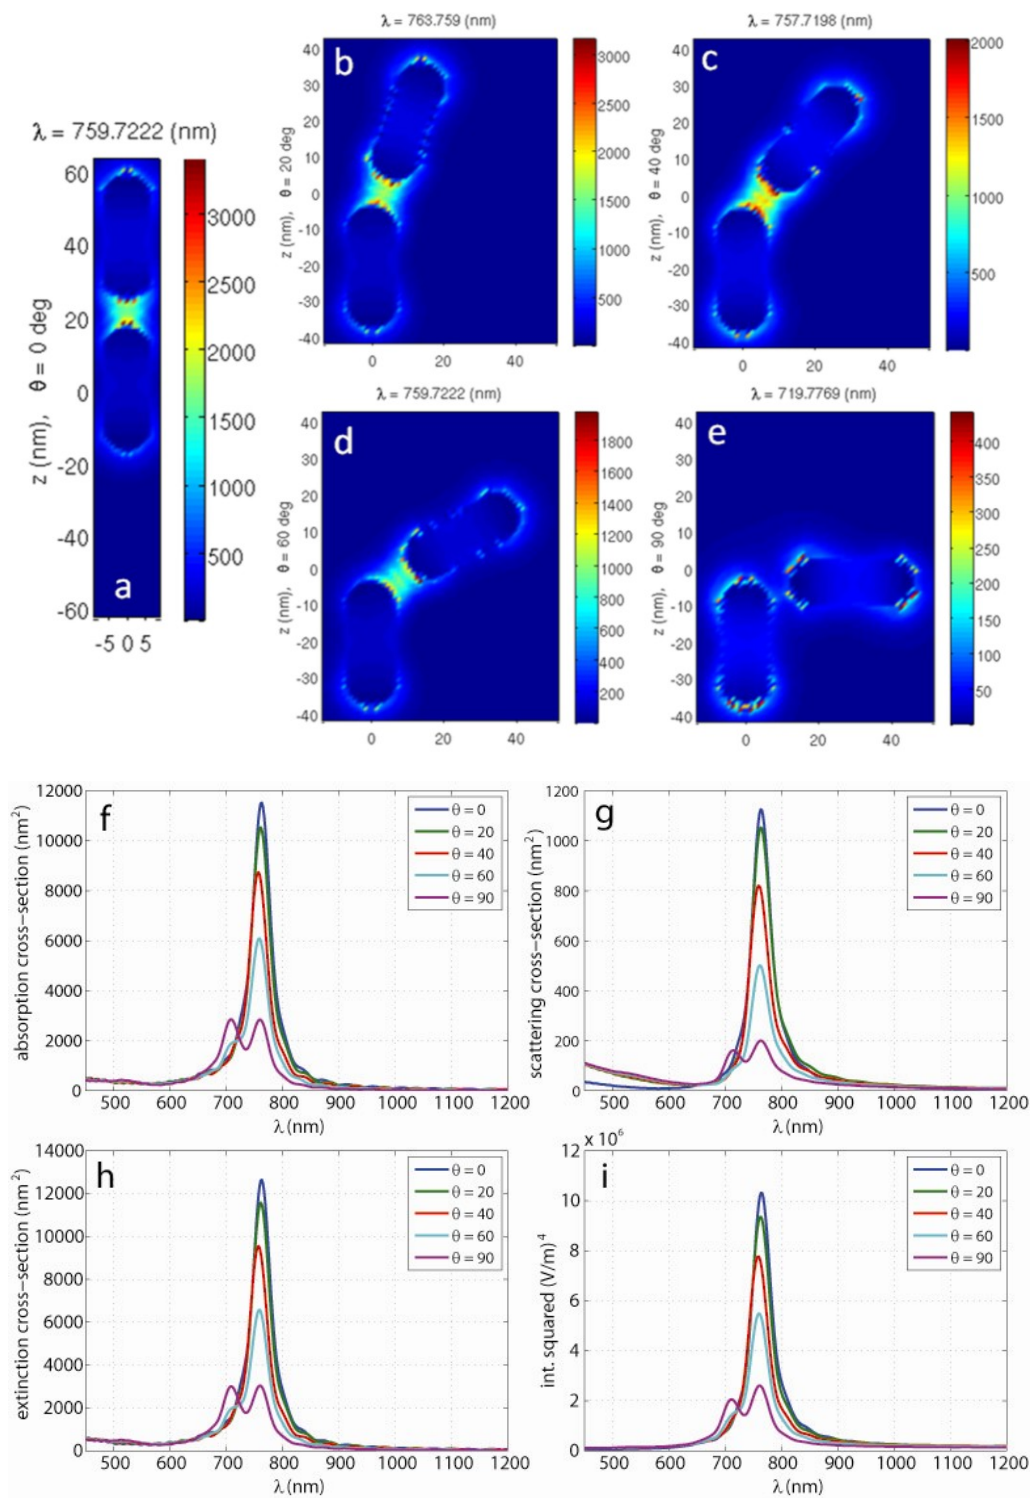 λ = 759.7222 (nm)
z (nm), θ = 0 deg
60
40
20
0
-20
-40
-60
-5 0 5
3000
2500
2000
1500
1000
500
a
λ = 763.759 (nm)
b
z (nm), θ = 20 deg
40
30
20
10
0
-10
-20
-30
-40
0 20 40
3000
2500
2000
1500
1000
500
λ = 757.7198 (nm)
c
z (nm), θ = 40 deg
40
30
20
10
0
-10
-20
-30
-40
0 20 40
2000
1500
1000
500
λ = 759.7222 (nm)
d
z (nm), θ = 60 deg
40
30
20
10
0
-10
-20
-30
-40
0 20 40
1800
1600
1400
1200
1000
800
600
400
200
λ = 719.7769 (nm)
e
z (nm), θ = 90 deg
40
30
20
10
0
-10
-20
-30
-40
0 20 40
400
350
300
250
200
150
100
50
f
absorption cross-section (nm²)
12000
10000
8000
6000
4000
2000
0
500 600 700 800 900 1000 1100 1200
λ (nm)
θ = 0
θ = 20
θ = 40
θ = 60
θ = 90
g
scattering cross-section (nm²)
1200
1000
800
600
400
200
0
500 600 700 800 900 1000 1100 1200
λ (nm)
θ = 0
θ = 20
θ = 40
θ = 60
θ = 90
h
extinction cross-section (nm²)
14000
12000
10000
8000
6000
4000
2000
0
500 600 700 800 900 1000 1100 1200
λ (nm)
θ = 0
θ = 20
θ = 40
θ = 60
θ = 90
i
x 10⁶
int. squared (V/m)⁴
12
10
8
6
4
2
0
500 600 700 800 900 1000 1100 1200
λ (nm)
θ = 0
θ = 20
θ = 40
θ = 60
θ = 90